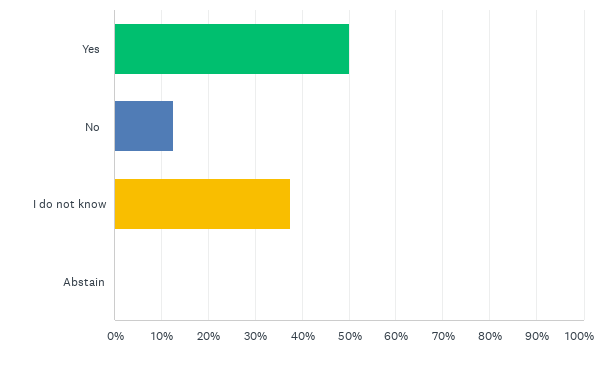 Yes
No
I do not know
Abstain
0% 10% 20% 30% 40% 50% 60% 70% 80% 90% 100%